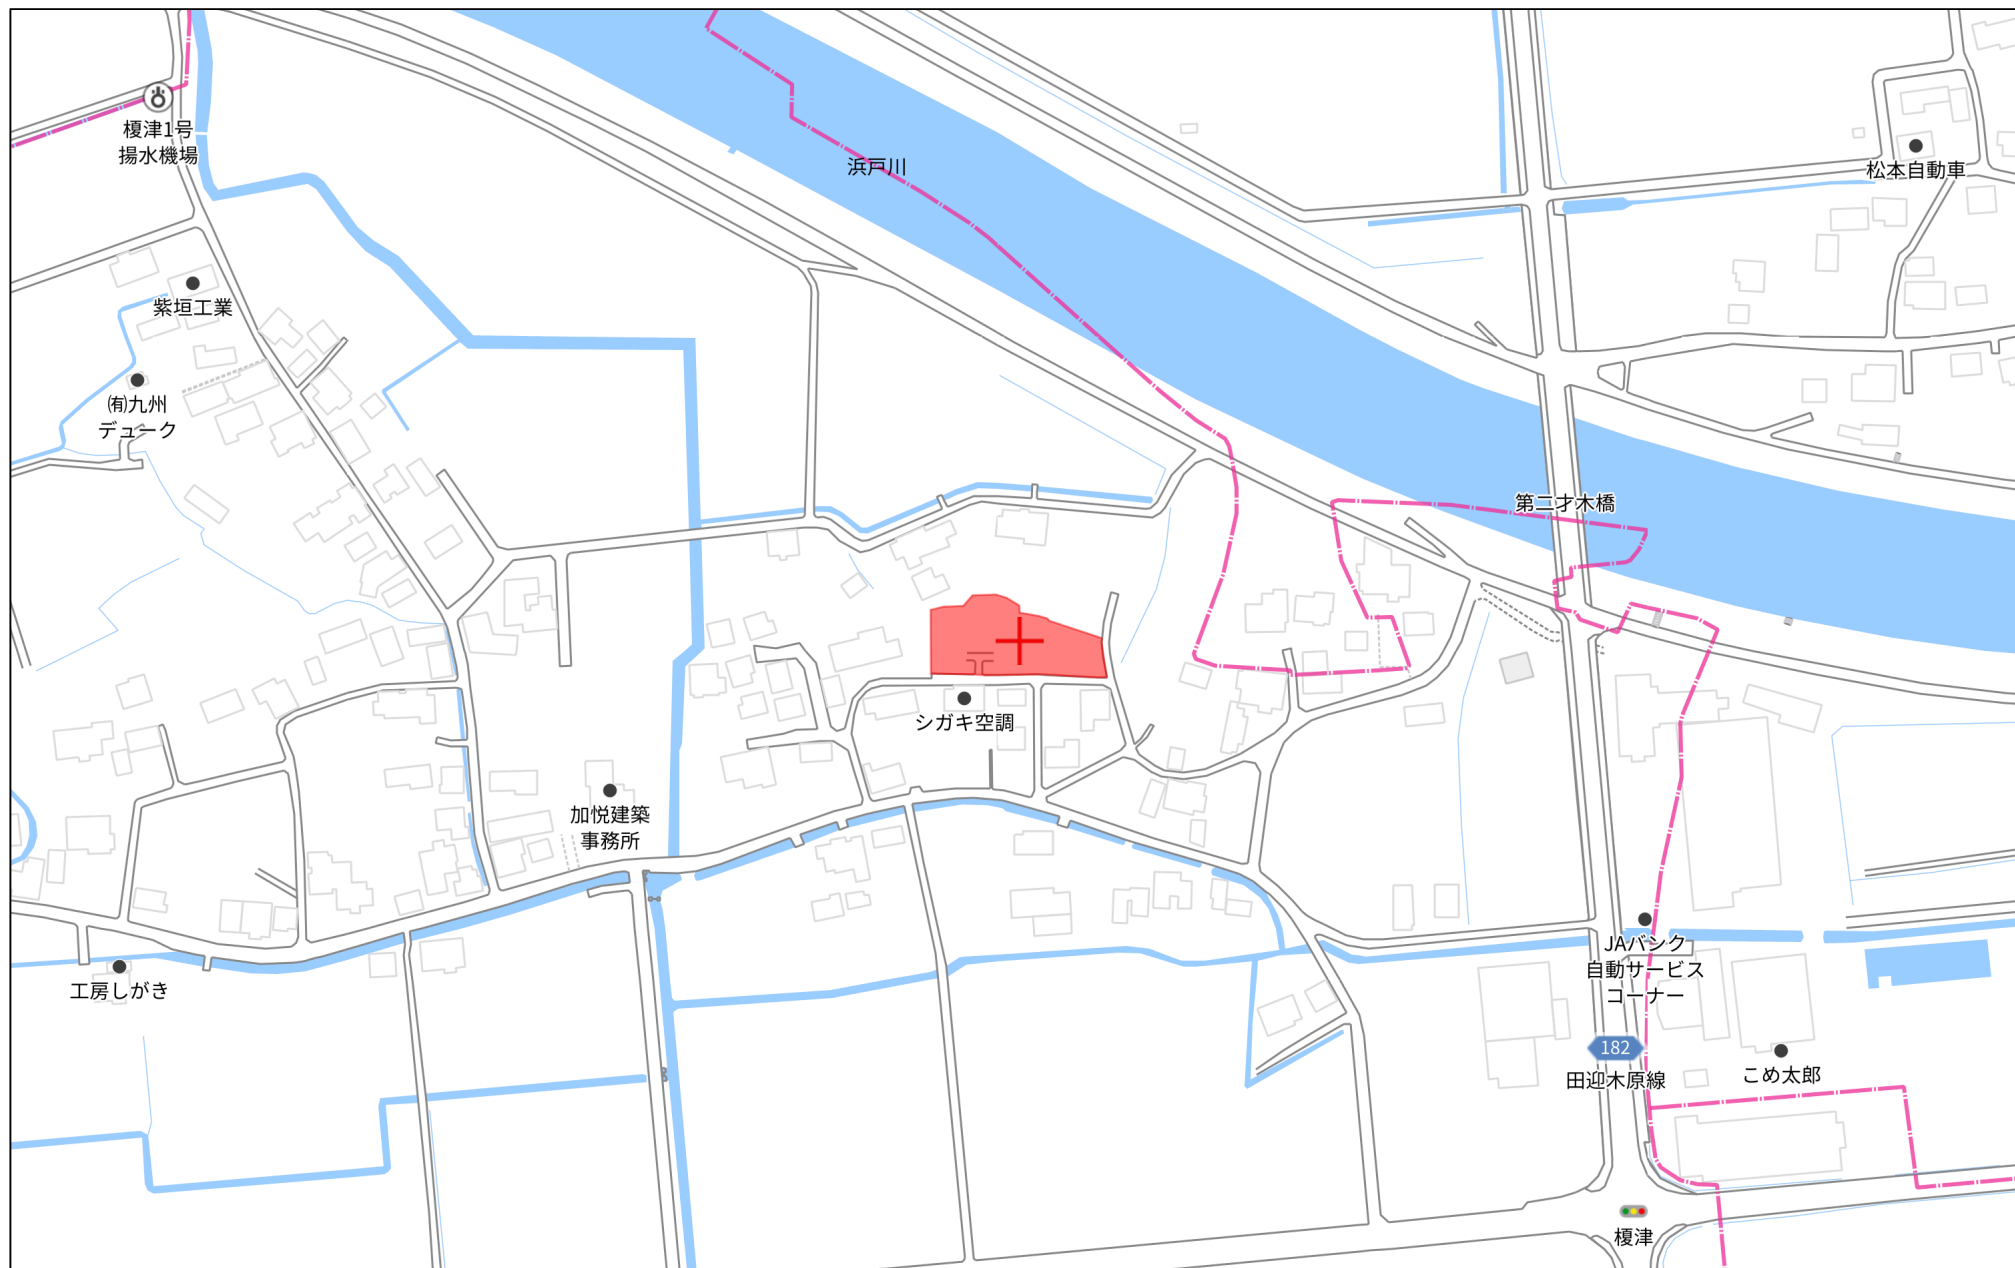 榎津1号
揚水機場
浜戸川
松本自動車
紫垣工業
㈲九州
デューク
第二才木橋
シガキ空調
加悦建築
事務所
工房しがき
JAバンク
自動サービス
コーナー
182
田迎木原線
こめ太郎
榎津